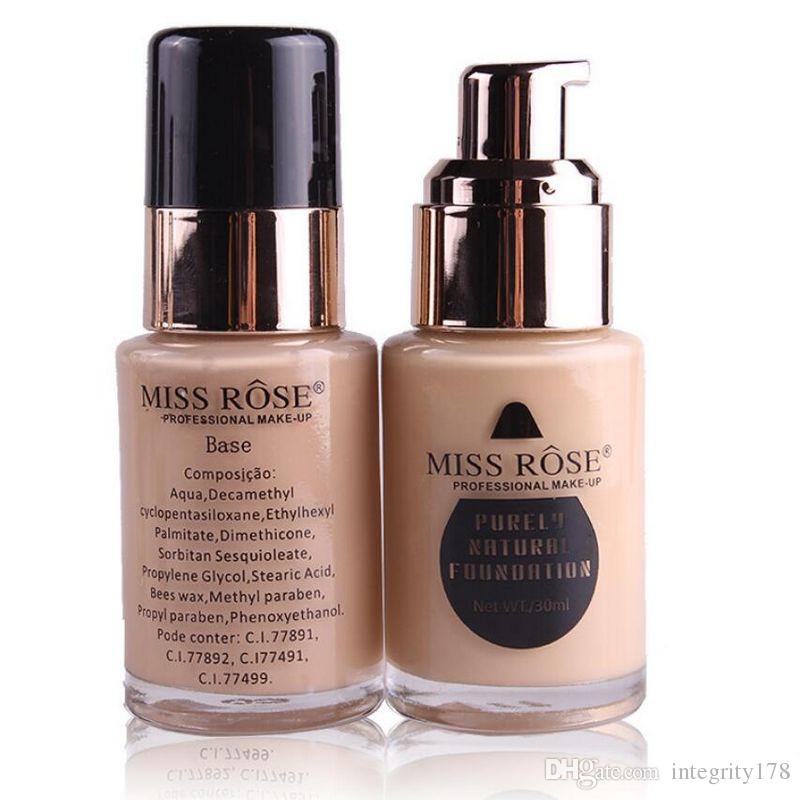 MISS RÔSE®
PROFESSIONAL MAKE-UP
Base
Composiçção:
Aqua,Decamethyl
cyclopentasiloxane,Ethylhexyl
Palmitate,Dimethicone,
Sorbitan Sesquioleate,
Propylene Glycol,Stearic Acid,
Bees wax,Methyl paraben,
Propyl paraben,Phenoxyethanol.
Pode conter: C.I.77891,
C.I.77892, C.I77491,
C.I.77499.
MISS RÔSE®
PROFESSIONAL MAKE-UP
PURELY
NATURAL
FOUNDATION
Net WT./30ml
DHgate.com integrity178